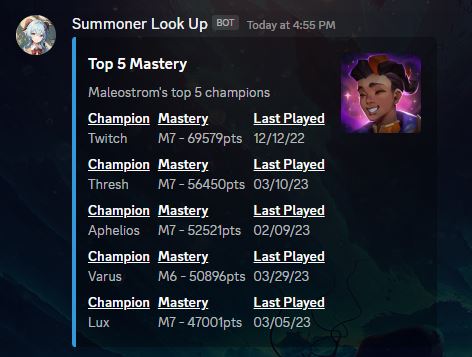 Summoner Look Up BOT Today at 4:55 PM
Top 5 Mastery
Maleostrom's top 5 champions
Champion Mastery Last Played
Twitch M7 - 69579pts 12/12/22
Champion Mastery Last Played
Thresh M7 - 56450pts 03/10/23
Champion Mastery Last Played
Aphelios M7 - 52521pts 02/09/23
Champion Mastery Last Played
Varus M6 - 50896pts 03/29/23
Champion Mastery Last Played
Lux M7 - 47001pts 03/05/23